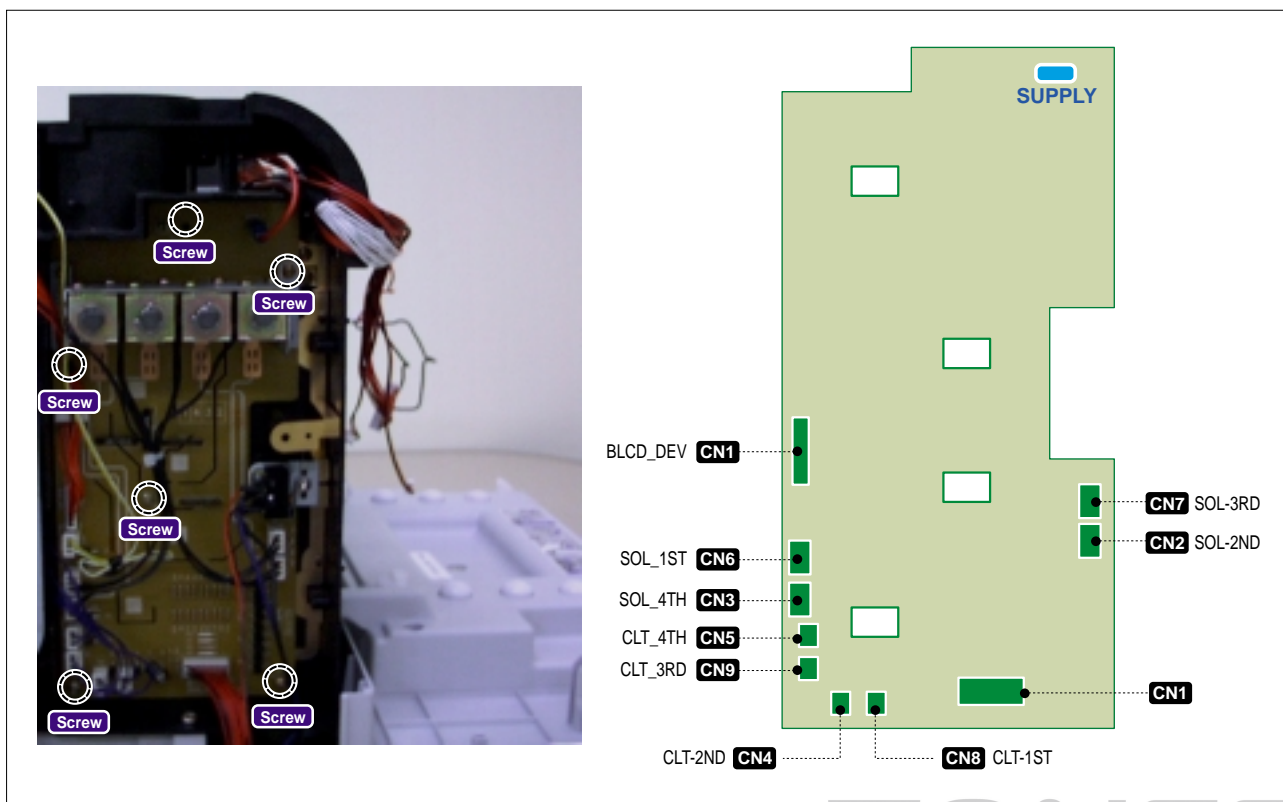 Screw
Screw
Screw
Screw
Screw
Screw
SUPPLY
BLCD_DEV CN1
SOL_1ST CN6
SOL_4TH CN3
CLT_4TH CN5
CLT_3RD CN9
CLT-2ND CN4
CN8 CLT-1ST
CN1
CN7 SOL-3RD
CN2 SOL-2ND